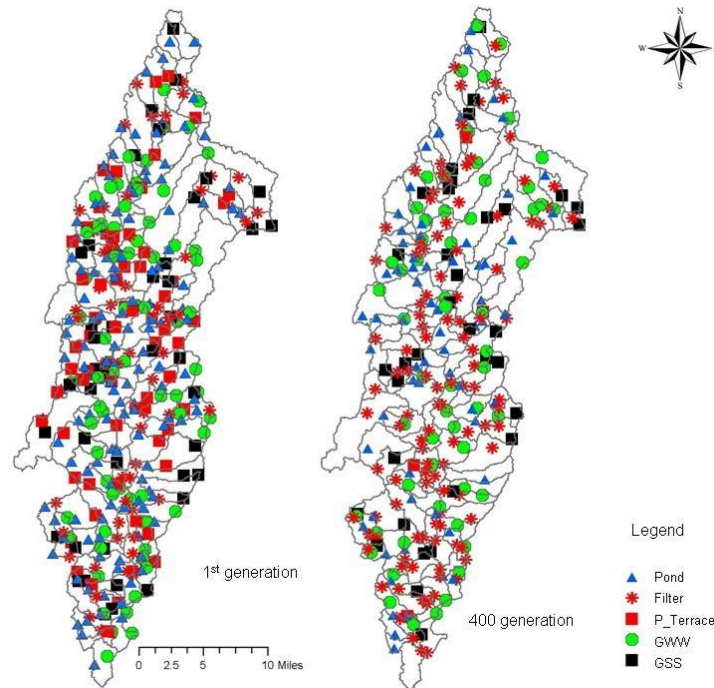 N
W
E
S
1st generation
400 generation
Legend
Pond
Filter
P_Terrace
GWW
GSS
0 2.5 5 10 Miles